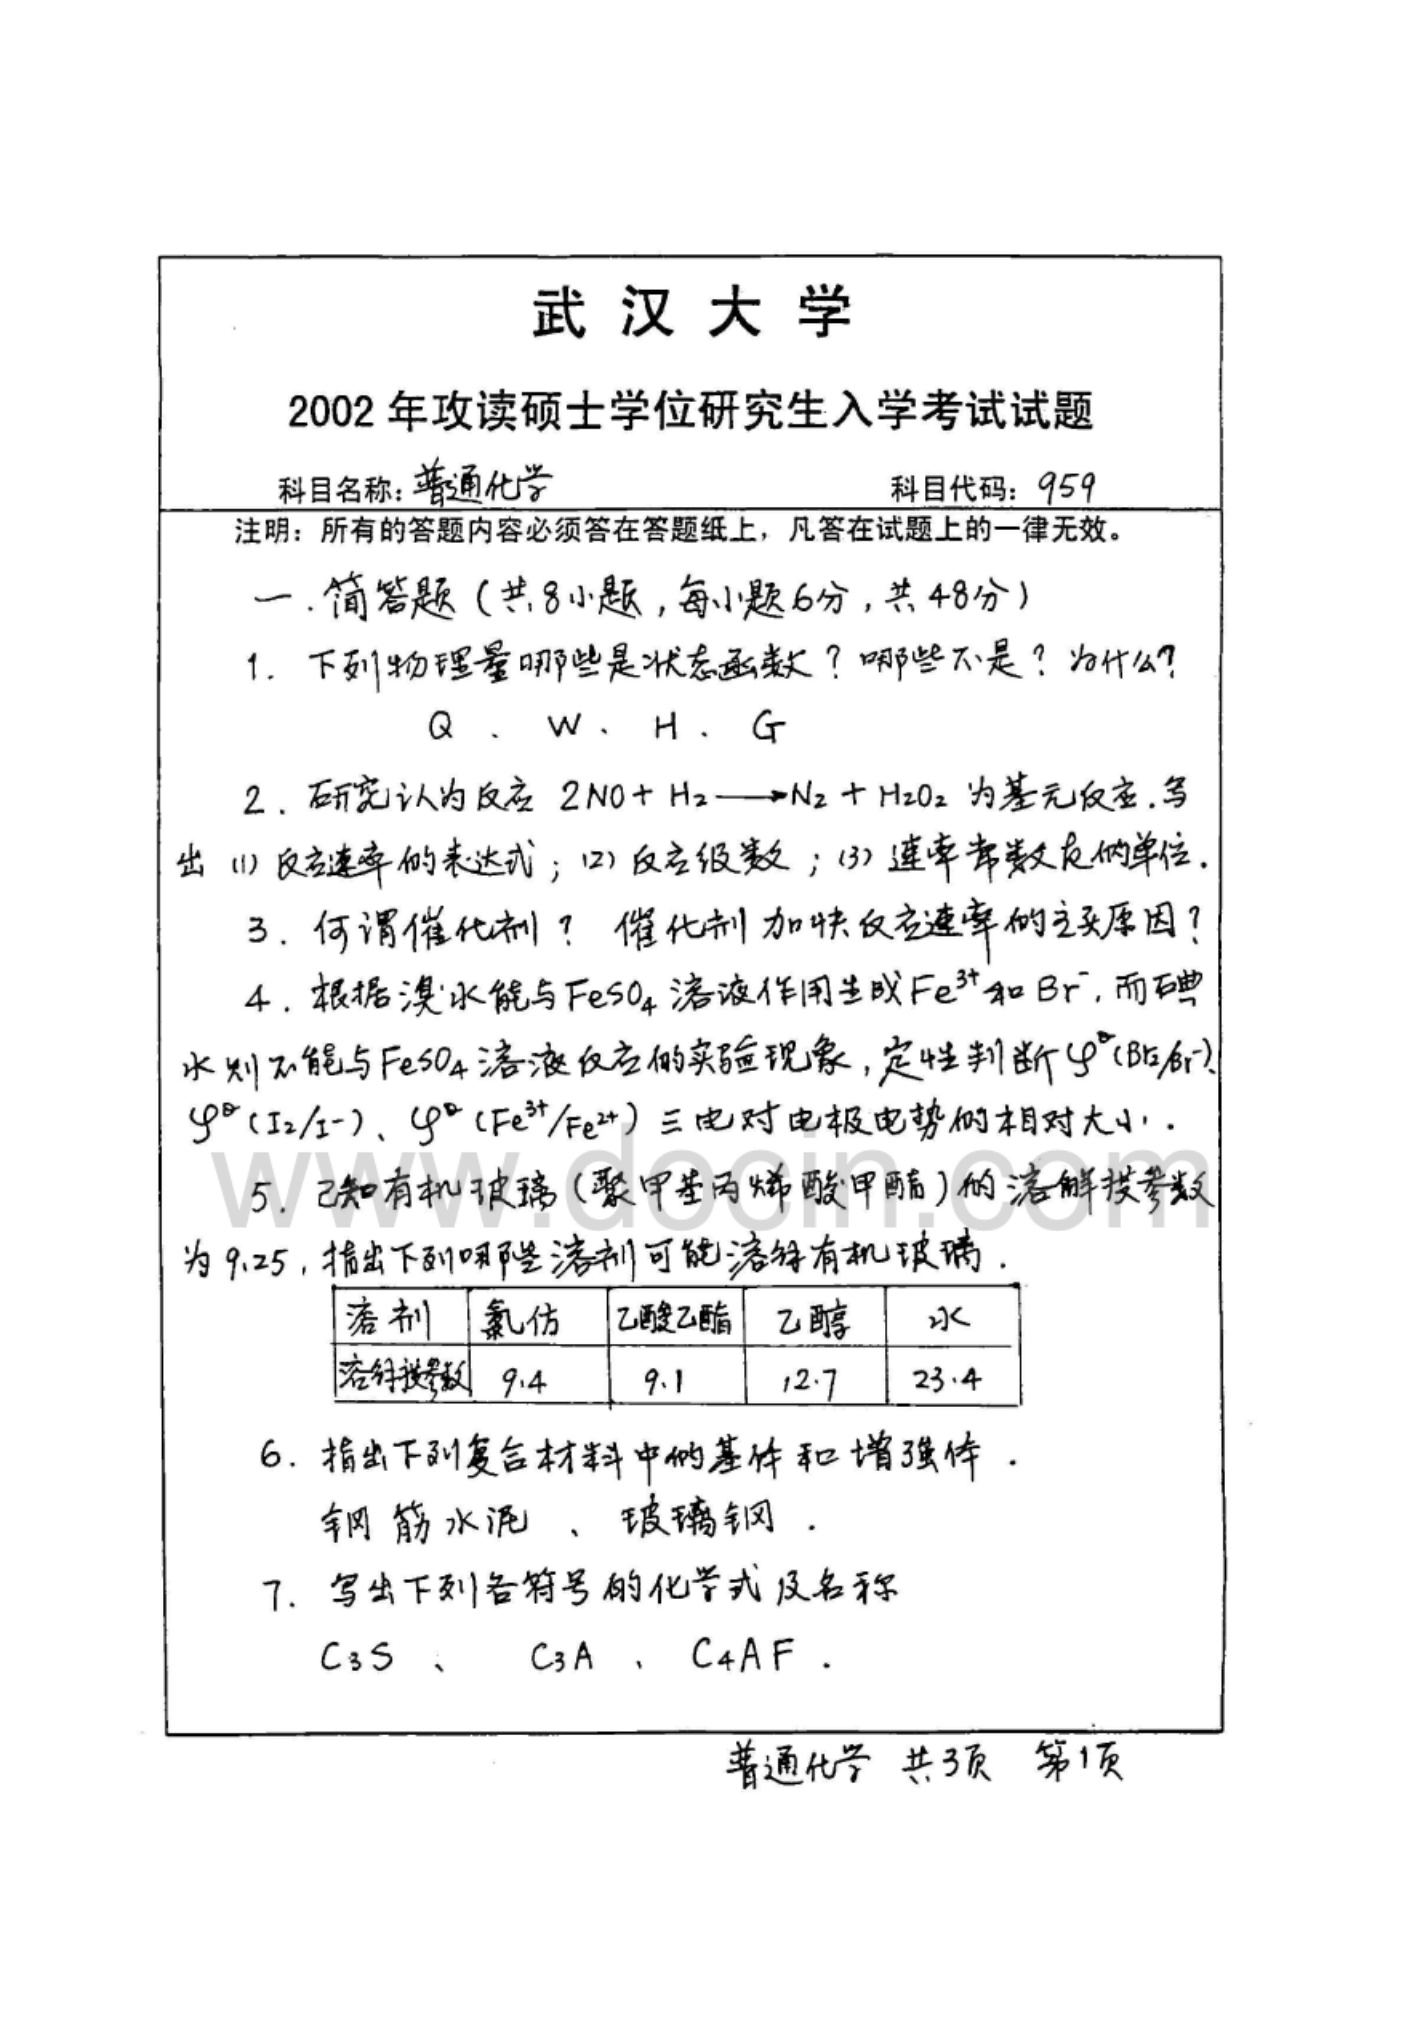 武汉大学
2002 年攻读硕士学位研究生入学考试试题
科目名称：普通化学 科目代码：959
注明：所有的答题内容必须答在答题纸上，凡答在试题上的一律无效。
一．简答题（共8小题，每小题6分，共48分）
1. 下列物理量哪些是状态函数？哪些不是？为什么？
Q 、 W 、 H 、 G
2. 研究认为反应 2NO + H₂ ⟶ N₂ + H₂O₂ 为基元反应．写
出 (1) 反应速率的表达式；(2) 反应级数；(3) 速率常数及的单位．
3. 何谓催化剂？ 催化剂加快反应速率的主要原因？
4. 根据溴水能与FeSO₄溶液作用生成Fe³⁺和Br⁻，而碘
水则不能与FeSO₄溶液反应的实验现象，定性判断φ^θ(Br₂/Br⁻)、
φ^θ(I₂/I⁻)、φ^θ(Fe³⁺/Fe²⁺)三电对电极电势的相对大小．
5. 已知有机玻璃（聚甲基丙烯酸甲酯）的溶解度参数
为9.25，指出下列哪些溶剂可能溶解有机玻璃．
溶剂 氯仿 乙酸乙酯 乙醇 水
溶解度参数 9.4 9.1 12.7 23.4
6. 指出下列复合材料中的基体和增强体．
钢筋水泥 、 玻璃钢．
7. 写出下列各符号的化学式及名称
C₃S 、 C₃A 、 C₄AF．
普通化学 共3页 第1页
www.docin.com